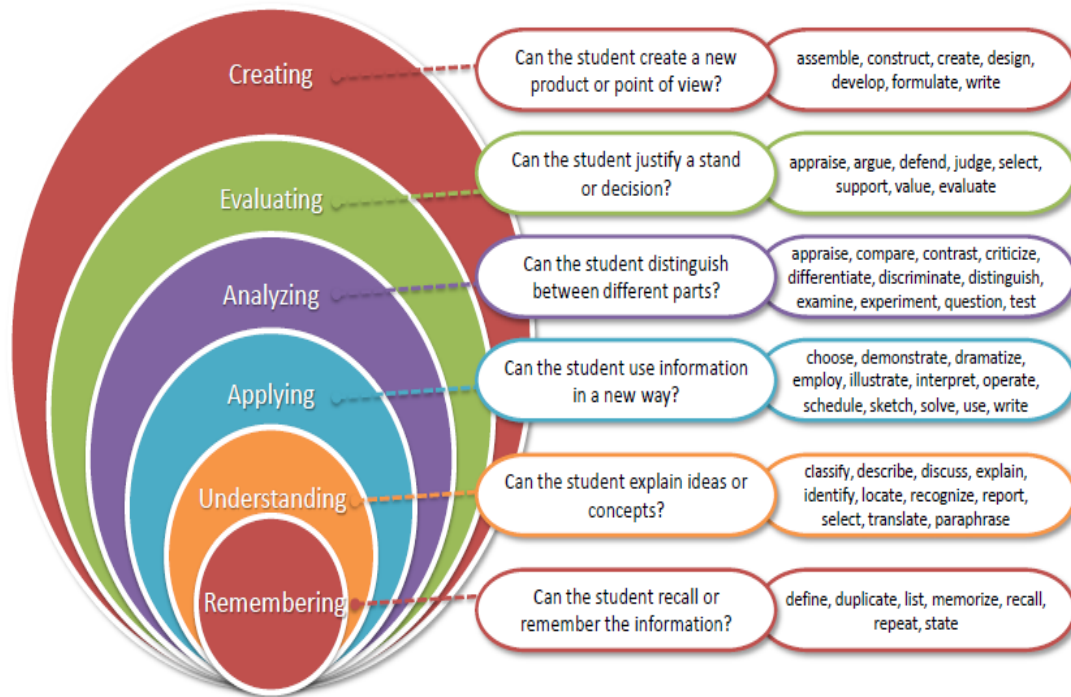 Creating
Can the student create a new
product or point of view?
assemble, construct, create, design,
develop, formulate, write
Evaluating
Can the student justify a stand
or decision?
appraise, argue, defend, judge, select,
support, value, evaluate
Analyzing
Can the student distinguish
between different parts?
appraise, compare, contrast, criticize,
differentiate, discriminate, distinguish,
examine, experiment, question, test
Applying
Can the student use information
in a new way?
choose, demonstrate, dramatize,
employ, illustrate, interpret, operate,
schedule, sketch, solve, use, write
Understanding
Can the student explain ideas or
concepts?
classify, describe, discuss, explain,
identify, locate, recognize, report,
select, translate, paraphrase
Remembering
Can the student recall or
remember the information?
define, duplicate, list, memorize, recall,
repeat, state